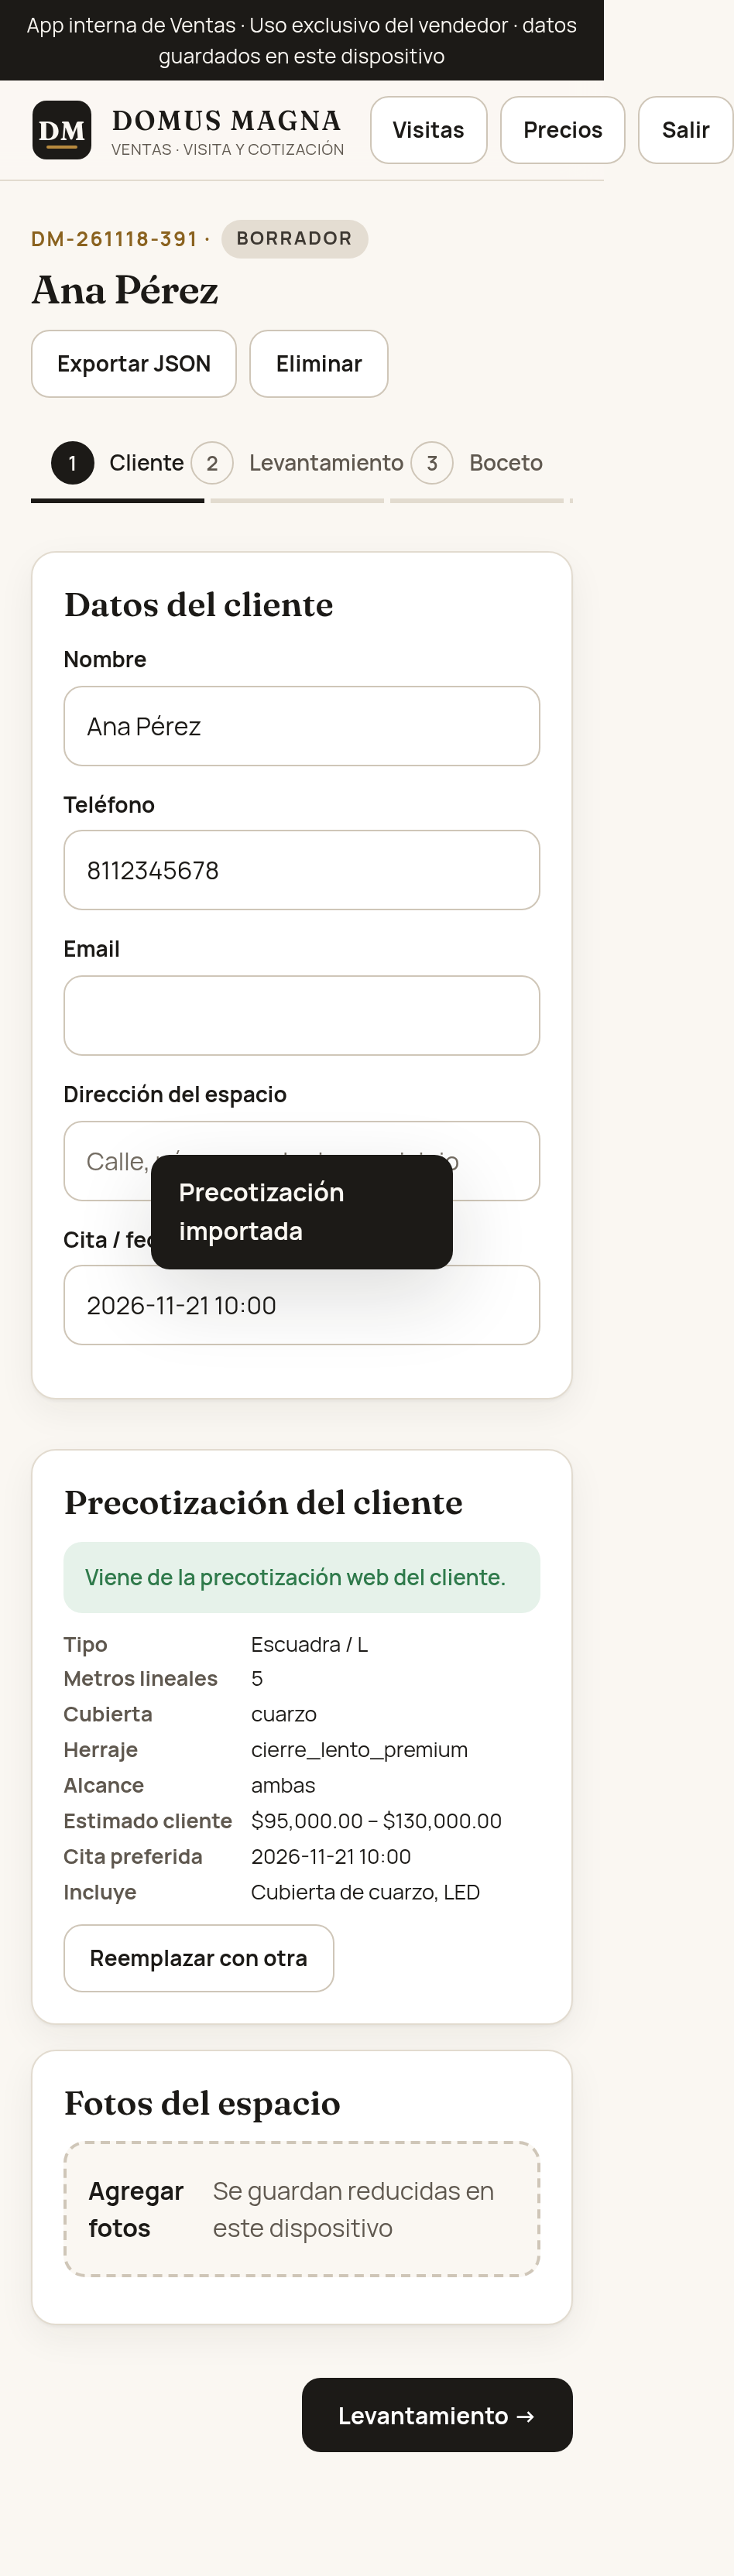 App interna de Ventas · Uso exclusivo del vendedor · datos
guardados en este dispositivo
DM
DOMUS MAGNA
VENTAS · VISITA Y COTIZACIÓN
Visitas
Precios
Salir
DM-261118-391 · BORRADOR
Ana Pérez
Exportar JSON
Eliminar
1 Cliente 2 Levantamiento 3 Boceto
Datos del cliente
Nombre
Ana Pérez
Teléfono
8112345678
Email
Dirección del espacio
Calle,
Precotización
importada
Cita /
2026-11-21 10:00
Precotización del cliente
Viene de la precotización web del cliente.
Tipo Escuadra / L
Metros lineales 5
Cubierta cuarzo
Herraje cierre_lento_premium
Alcance ambas
Estimado cliente $95,000.00 – $130,000.00
Cita preferida 2026-11-21 10:00
Incluye Cubierta de cuarzo, LED
Reemplazar con otra
Fotos del espacio
Agregar
fotos
Se guardan reducidas en
este dispositivo
Levantamiento →